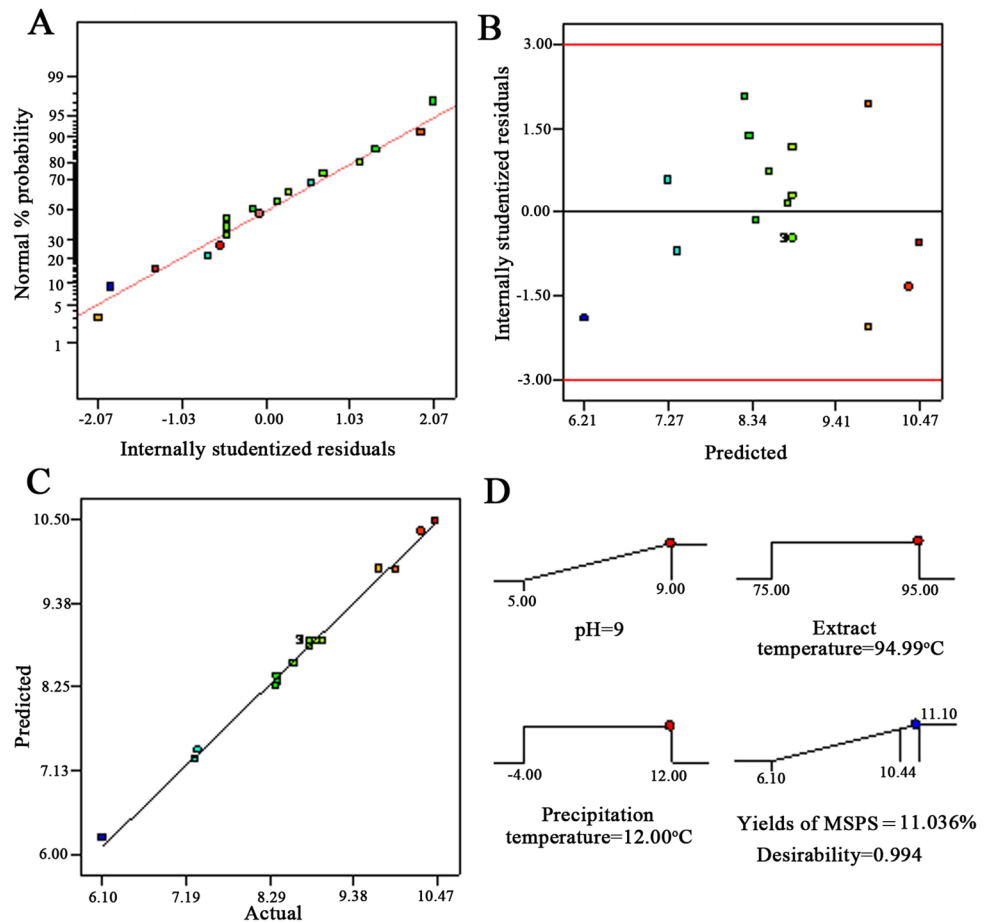 A
Normal % probability
99
95
90
80
70
50
30
20
10
5
1
-2.07
-1.03
0.00
1.03
2.07
Internally studentized residuals
B
Internally studentized residuals
3.00
1.50
0.00
-1.50
-3.00
3
6.21
7.27
8.34
9.41
10.47
Predicted
C
Predicted
10.50
9.38
8.25
7.13
6.00
3
6.10
7.19
8.29
9.38
10.47
Actual
D
5.00
9.00
pH=9
75.00
95.00
Extract
temperature=94.99°C
-4.00
12.00
Precipitation
temperature=12.00°C
11.10
6.10
10.44
Yields of MSPS=11.036%
Desirability=0.994